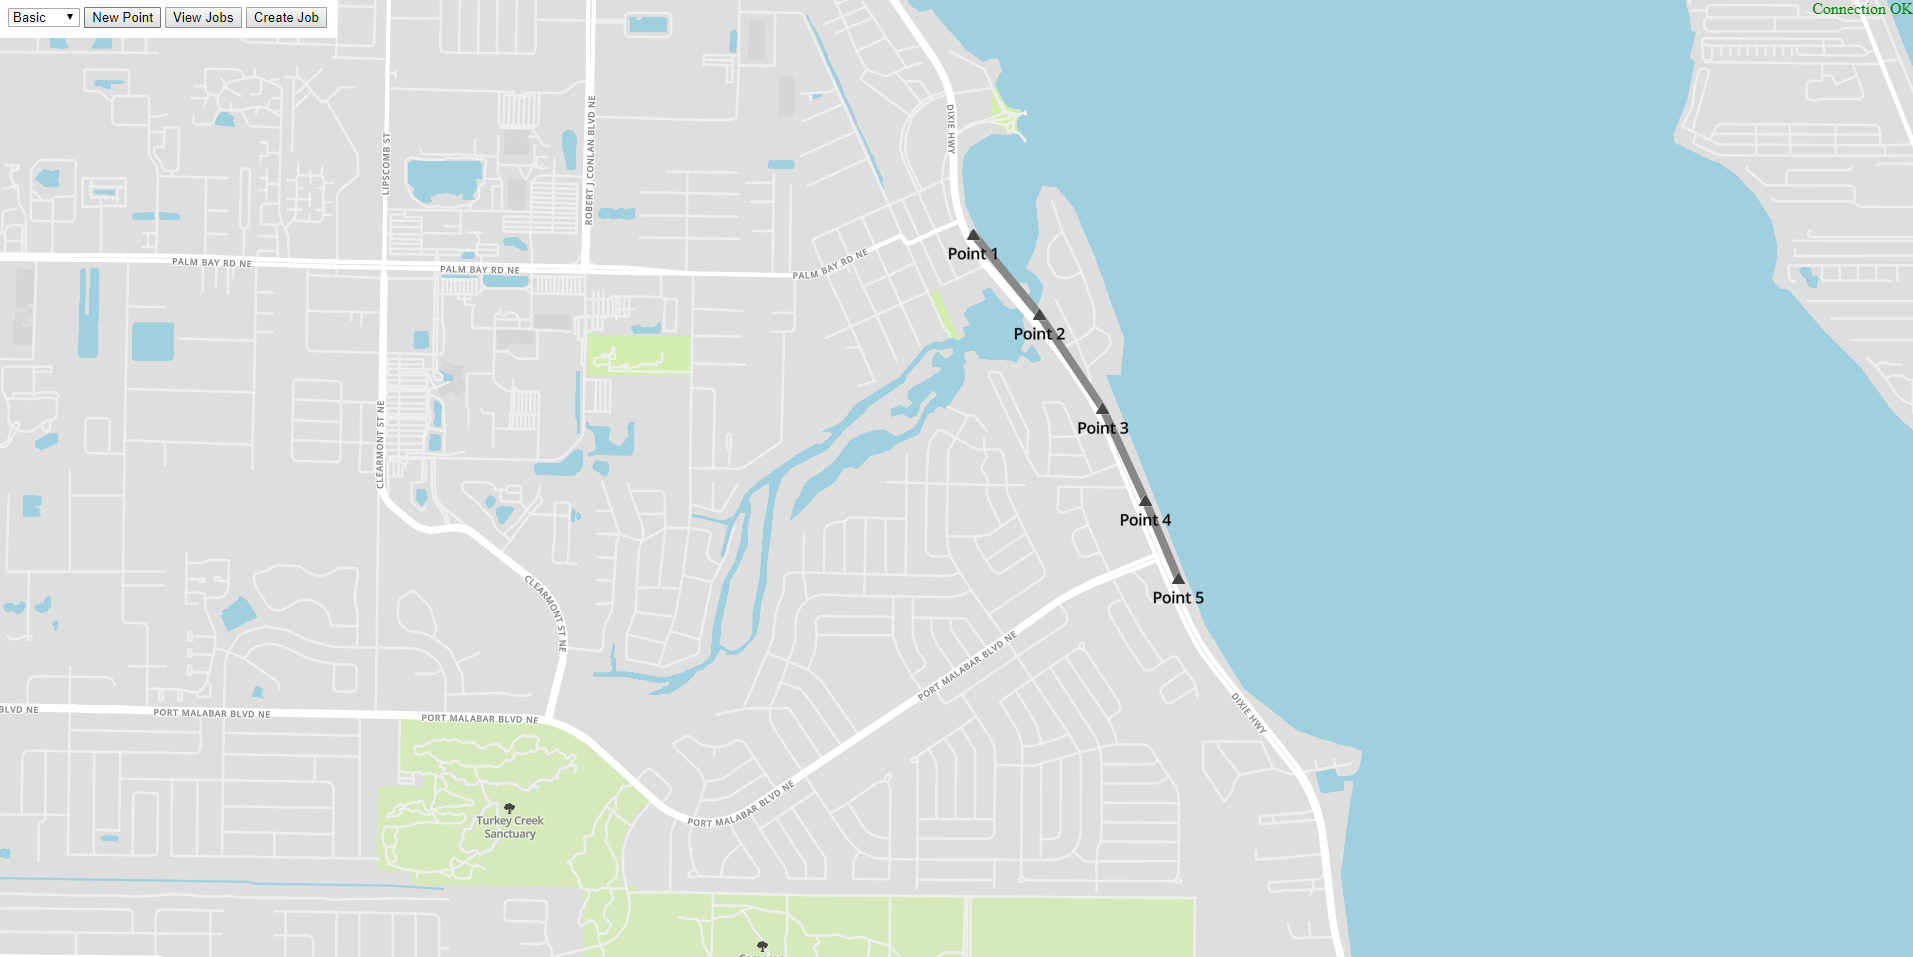 Basic
New Point
View Jobs
Create Job
Connection OK
DIXIE HWY
LIPSCOMB ST
ROBERT J CONLAN BLVD NE
Point 1
PALM BAY RD NE
PALM BAY RD NE
PALM BAY RD NE
Point 2
Point 3
CLEARMONT ST NE
Point 4
CLEARMONT ST NE
Point 5
PORT MALABAR BLVD NE
BLVD NE
PORT MALABAR BLVD NE
PORT MALABAR BLVD NE
DIXIE HWY
PORT MALABAR BLVD NE
Turkey Creek
Sanctuary